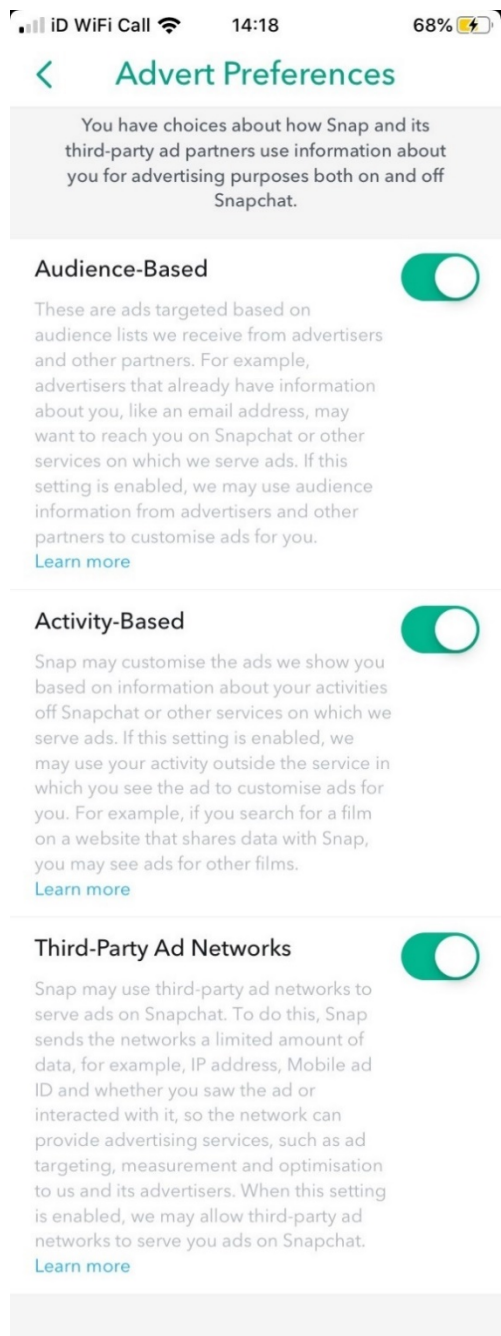 iD WiFi Call 14:18 68%
Advert Preferences
You have choices about how Snap and its
third-party ad partners use information about
you for advertising purposes both on and off
Snapchat.
Audience-Based
These are ads targeted based on
audience lists we receive from advertisers
and other partners. For example,
advertisers that already have information
about you, like an email address, may
want to reach you on Snapchat or other
services on which we serve ads. If this
setting is enabled, we may use audience
information from advertisers and other
partners to customise ads for you.
Learn more
Activity-Based
Snap may customise the ads we show you
based on information about your activities
off Snapchat or other services on which we
serve ads. If this setting is enabled, we
may use your activity outside the service in
which you see the ad to customise ads for
you. For example, if you search for a film
on a website that shares data with Snap,
you may see ads for other films.
Learn more
Third-Party Ad Networks
Snap may use third-party ad networks to
serve ads on Snapchat. To do this, Snap
sends the networks a limited amount of
data, for example, IP address, Mobile ad
ID and whether you saw the ad or
interacted with it, so the network can
provide advertising services, such as ad
targeting, measurement and optimisation
to us and its advertisers. When this setting
is enabled, we may allow third-party ad
networks to serve you ads on Snapchat.
Learn more